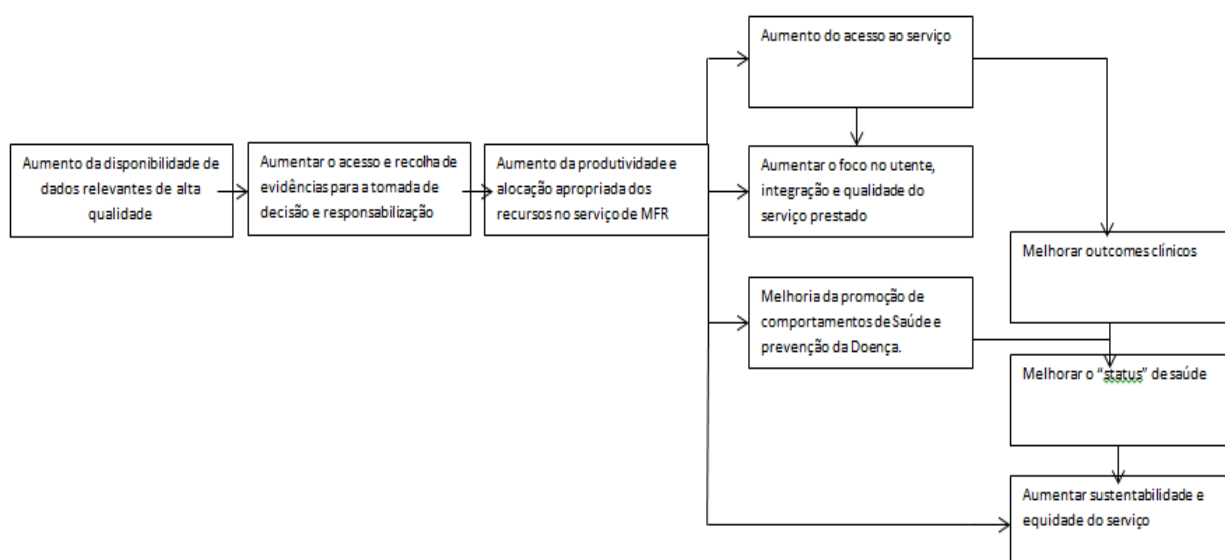 Aumento do acesso ao serviço
Aumento da disponibilidade de
dados relevantes de alta
qualidade
Aumentar o acesso e recolha de
evidências para a tomada de
decisão e responsabilização
Aumento da produtividade e
alocação apropriada dos
recursos no serviço de MFR
Aumentar o foco no utente,
integração e qualidade do
serviço prestado
Melhorar outcomes clínicos
Melhoria da promoção de
comportamentos de Saúde e
prevenção da Doença.
Melhorar o “status” de saúde
Aumentar sustentabilidade e
equidade do serviço